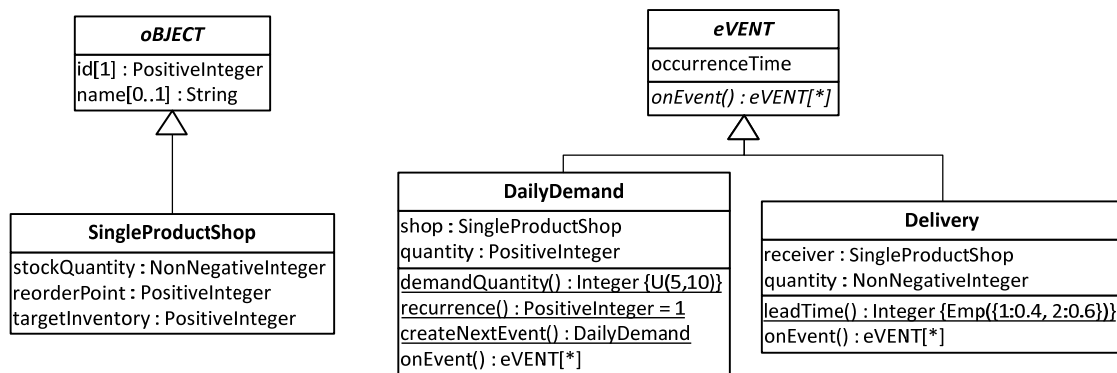 oBJECT
id[1] : PositiveInteger
name[0..1] : String
SingleProductShop
stockQuantity : NonNegativeInteger
reorderPoint : PositiveInteger
targetInventory : PositiveInteger
eVENT
occurrenceTime
onEvent() : eVENT[*]
DailyDemand
shop : SingleProductShop
quantity : PositiveInteger
demandQuantity() : Integer {U(5,10)}
recurrence() : PositiveInteger = 1
createNextEvent() : DailyDemand
onEvent() : eVENT[*]
Delivery
receiver : SingleProductShop
quantity : NonNegativeInteger
leadTime() : Integer {Emp({1:0.4, 2:0.6})}
onEvent() : eVENT[*]